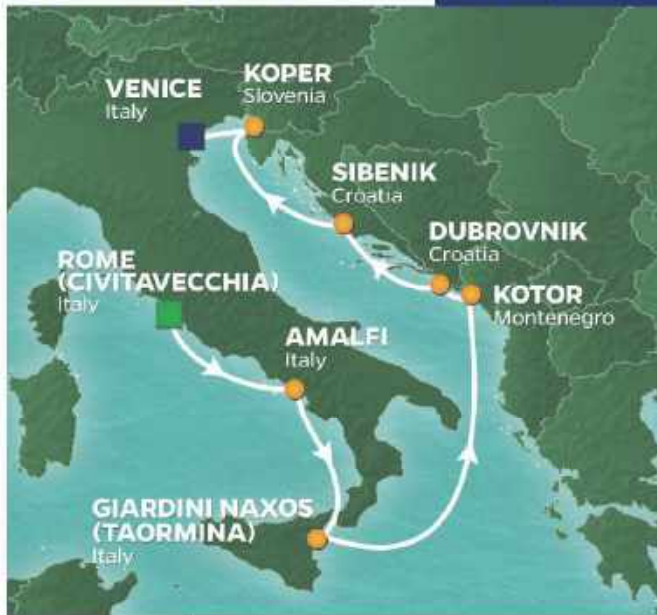 VENICE
Italy
KOPER
Slovenia
SIBENIK
Croatia
DUBROVNIK
Croatia
ROME
(CIVITAVECCHIA)
Italy
KOTOR
Montenegro
AMALFI
Italy
GIARDINI NAXOS
(TAORMINA)
Italy